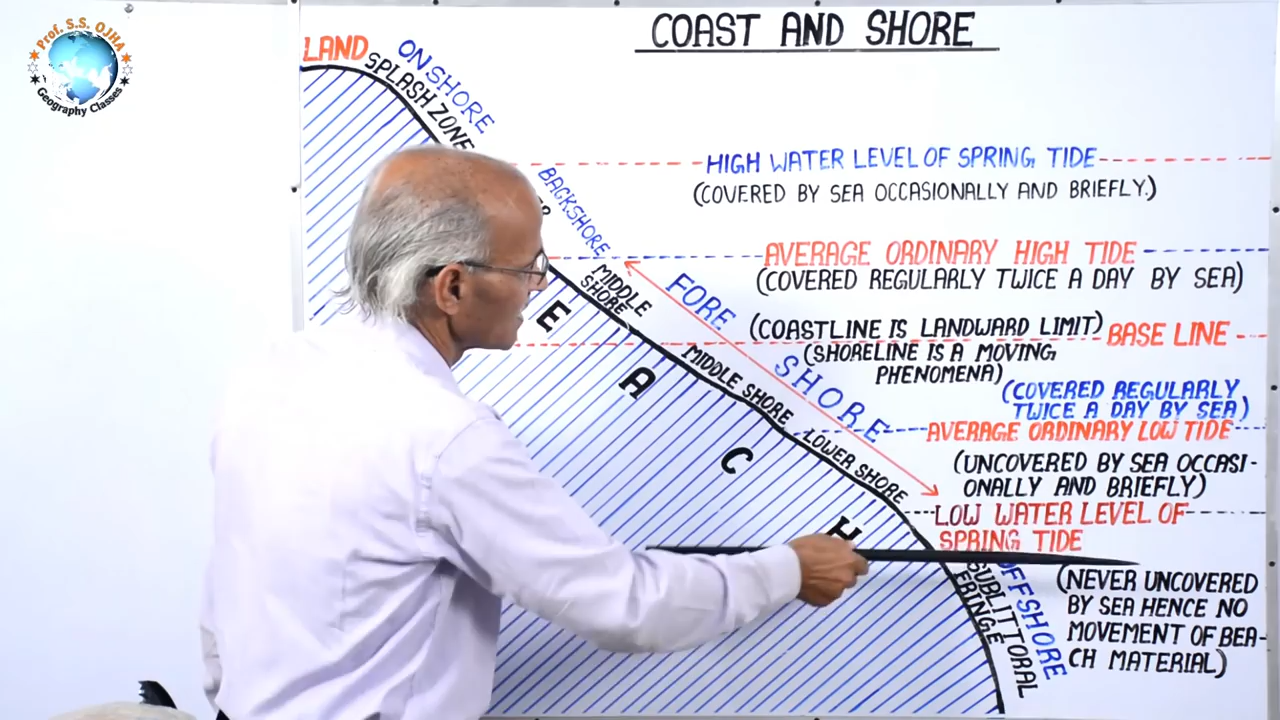 Prof. S.S. OJHA
Geography Classes
COAST AND SHORE
LAND
ONSHORE
SPLASH ZONE
HIGH WATER LEVEL OF SPRING TIDE
(COVERED BY SEA OCCASIONALLY AND BRIEFLY.)
BACKSHORE
AVERAGE ORDINARY HIGH TIDE
(COVERED REGULARLY TWICE A DAY BY SEA)
MIDDLE
SHORE
FORE
SHORE
(COASTLINE IS LANDWARD LIMIT) BASE LINE
(SHORELINE IS A MOVING
PHENOMENA)
MIDDLE SHORE
(COVERED REGULARLY
TWICE A DAY BY SEA)
AVERAGE ORDINARY LOW TIDE
LOWER SHORE
(UNCOVERED BY SEA OCCASI-
ONALLY AND BRIEFLY)
LOW WATER LEVEL OF
SPRING TIDE
E
A
C
H
OFFSHORE
SUBLITTORAL
FRINGE
(NEVER UNCOVERED
BY SEA HENCE NO
MOVEMENT OF BEA-
CH MATERIAL)